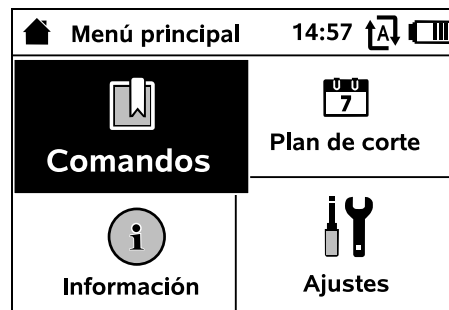 Menú principal 14:57 A
7
Comandos
Plan de corte
i
Información
Ajustes